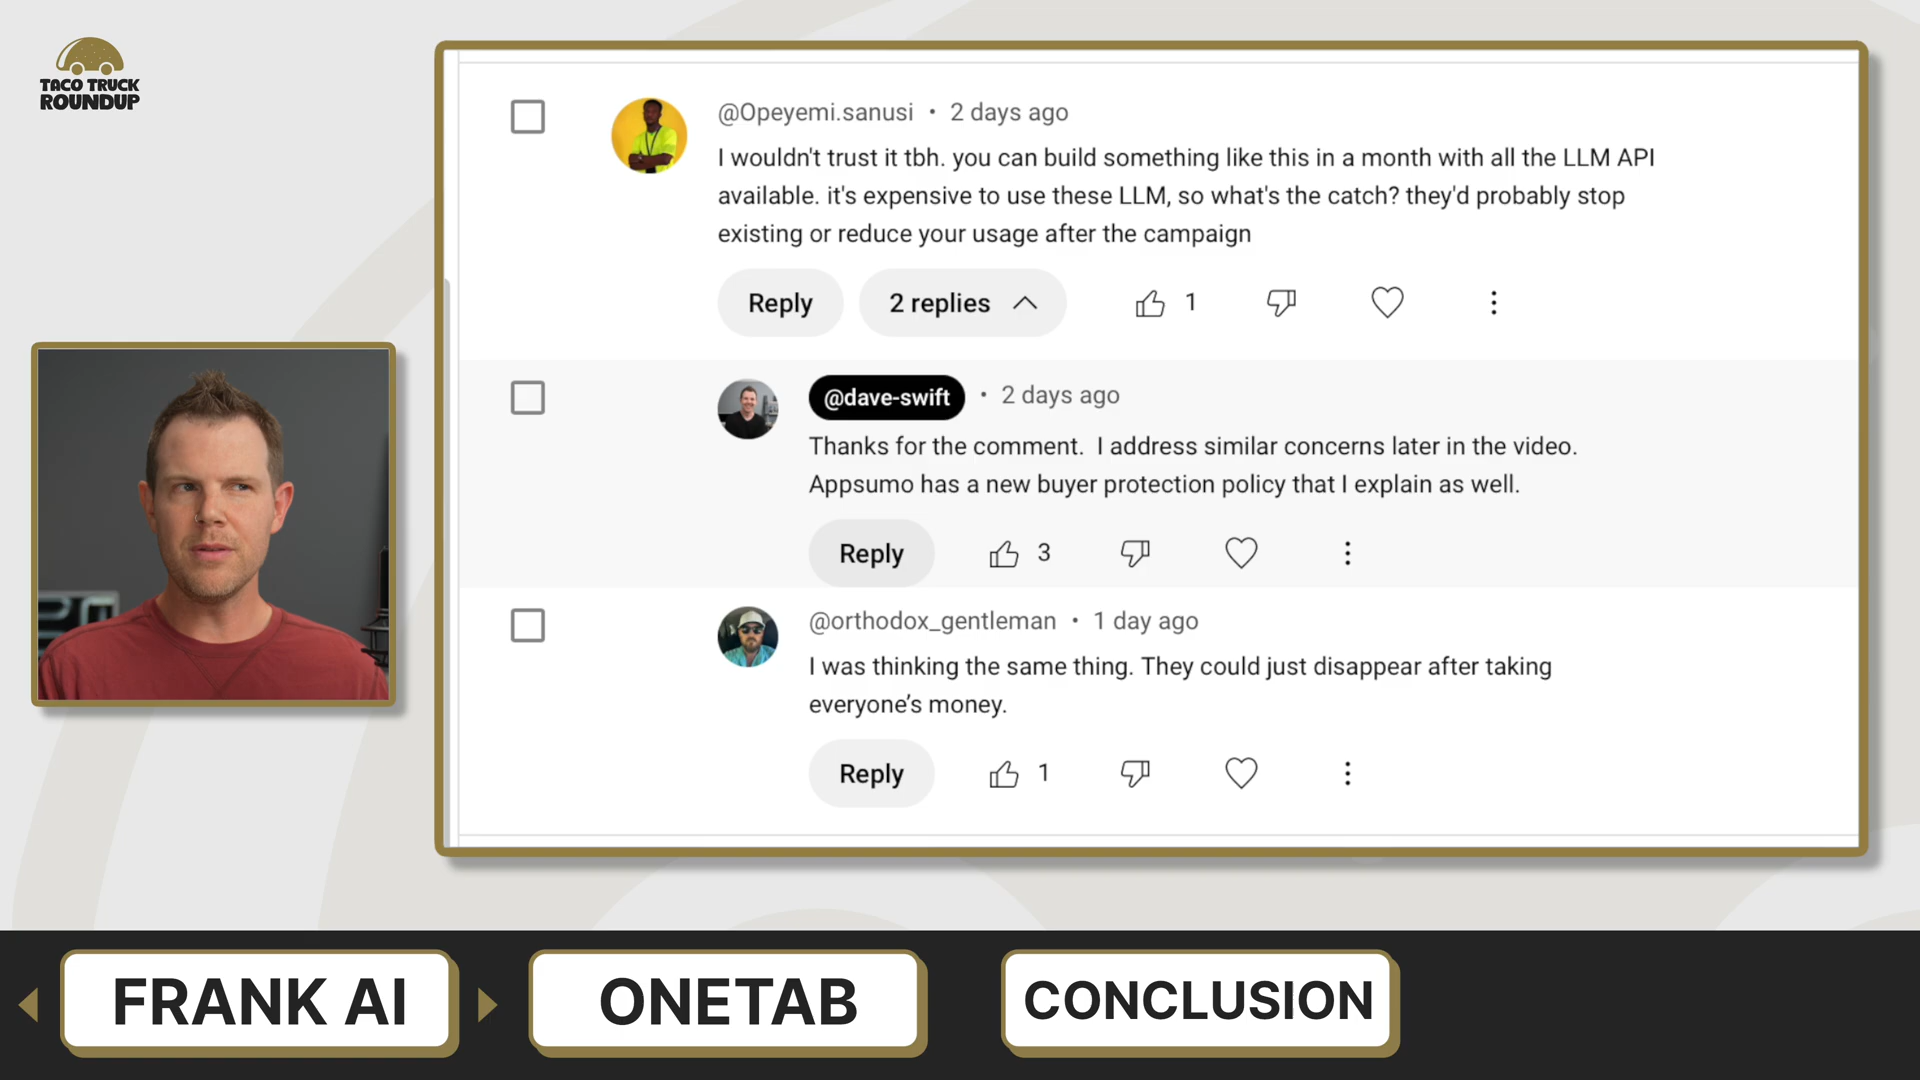 TACO TRUCK
ROUNDUP
@Opeyemi.sanusi • 2 days ago
I wouldn't trust it tbh. you can build something like this in a month with all the LLM API
available. it's expensive to use these LLM, so what's the catch? they'd probably stop
existing or reduce your usage after the campaign
Reply 2 replies 1
@dave-swift • 2 days ago
Thanks for the comment.  I address similar concerns later in the video.
Appsumo has a new buyer protection policy that I explain as well.
Reply 3
@orthodox_gentleman • 1 day ago
I was thinking the same thing. They could just disappear after taking
everyone’s money.
Reply 1
FRANK AI ONETAB CONCLUSION